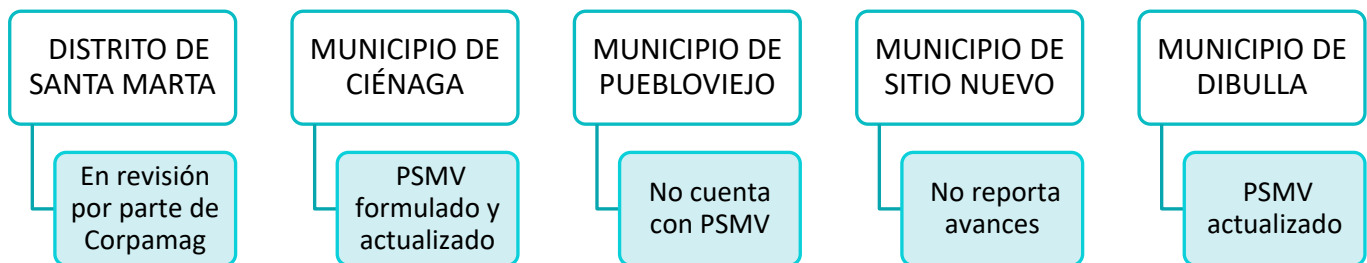 DISTRITO DE
SANTA MARTA
En revisión
por parte de
Corpamag
MUNICIPIO DE
CIÉNAGA
PSMV
formulado y
actualizado
MUNICIPIO DE
PUEBLOVIEJO
No cuenta
con PSMV
MUNICIPIO DE
SITIO NUEVO
No reporta
avances
MUNICIPIO DE
DIBULLA
PSMV
actualizado